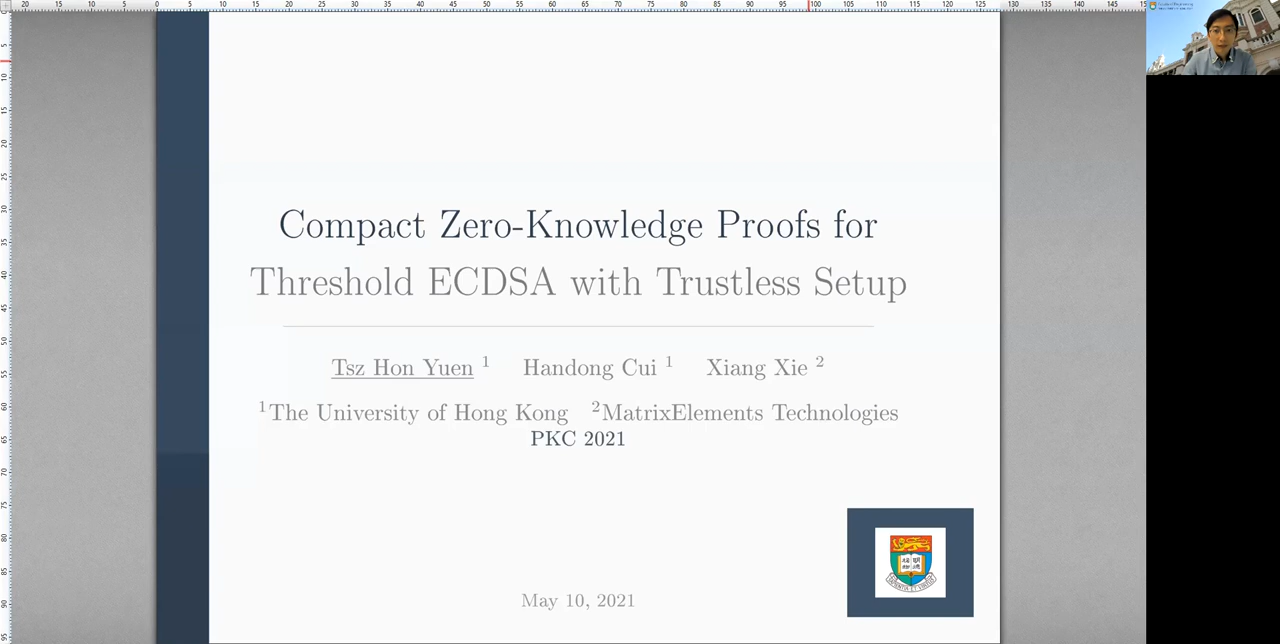 Compact Zero-Knowledge Proofs for
Threshold ECDSA with Trustless Setup
Tsz Hon Yuen 1 Handong Cui 1 Xiang Xie 2
1The University of Hong Kong 2MatrixElements Technologies
PKC 2021
May 10, 2021